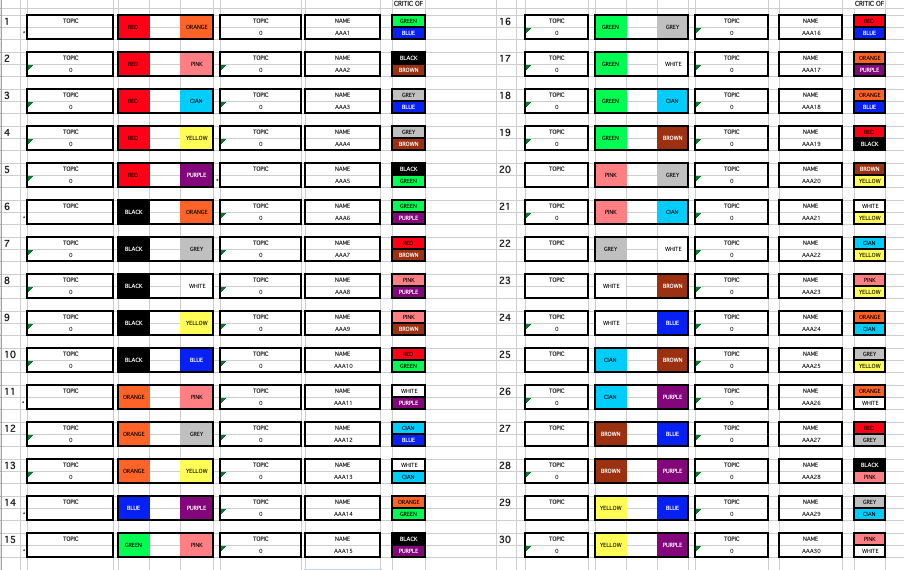 CRITIC OF CRITIC OF
1 TOPIC RED ORANGE TOPIC 0 NAME AAA1 GREEN BLUE
16 TOPIC 0 GREEN GREY TOPIC 0 NAME AAA16 RED BLUE
2 TOPIC 0 RED PINK TOPIC 0 NAME AAA2 BLACK BROWN
17 TOPIC 0 GREEN WHITE TOPIC 0 NAME AAA17 ORANGE PURPLE
3 TOPIC 0 RED CIAN TOPIC 0 NAME AAA3 GREY BLUE
18 TOPIC 0 GREEN CIAN TOPIC 0 NAME AAA18 ORANGE BLUE
4 TOPIC 0 RED YELLOW TOPIC 0 NAME AAA4 GREY BROWN
19 TOPIC 0 GREEN BROWN TOPIC 0 NAME AAA19 RED BLACK
5 TOPIC 0 RED PURPLE TOPIC 0 NAME AAA5 BLACK GREEN
20 TOPIC PINK GREY TOPIC 0 NAME AAA20 BROWN YELLOW
6 TOPIC BLACK ORANGE TOPIC 0 NAME AAA6 GREEN PURPLE
21 TOPIC PINK CIAN TOPIC 0 NAME AAA21 WHITE YELLOW
7 TOPIC 0 BLACK GREY TOPIC 0 NAME AAA7 RED BROWN
22 TOPIC GREY WHITE TOPIC 0 NAME AAA22 CIAN YELLOW
8 TOPIC 0 BLACK WHITE TOPIC 0 NAME AAA8 PINK PURPLE
23 TOPIC WHITE BROWN TOPIC 0 NAME AAA23 PINK YELLOW
9 TOPIC 0 BLACK YELLOW TOPIC 0 NAME AAA9 PINK BROWN
24 TOPIC 0 WHITE BLUE TOPIC 0 NAME AAA24 ORANGE CIAN
10 TOPIC 0 BLACK BLUE TOPIC 0 NAME AAA10 RED GREEN
25 TOPIC CIAN BROWN TOPIC 0 NAME AAA25 GREY YELLOW
11 TOPIC ORANGE PINK TOPIC 0 NAME AAA11 WHITE PURPLE
26 TOPIC 0 CIAN PURPLE TOPIC 0 NAME AAA26 ORANGE WHITE
12 TOPIC 0 ORANGE GREY TOPIC 0 NAME AAA12 CIAN BLUE
27 TOPIC 0 BROWN BLUE TOPIC 0 NAME AAA27 RED GREY
13 TOPIC 0 ORANGE YELLOW TOPIC 0 NAME AAA13 WHITE CIAN
28 TOPIC 0 BROWN PURPLE TOPIC 0 NAME AAA28 BLACK PINK
14 TOPIC BLUE PURPLE TOPIC 0 NAME AAA14 ORANGE GREEN
29 TOPIC 0 YELLOW BLUE TOPIC 0 NAME AAA29 GREY CIAN
15 TOPIC GREEN PINK TOPIC 0 NAME AAA15 BLACK PURPLE
30 TOPIC 0 YELLOW PURPLE TOPIC 0 NAME AAA30 PINK WHITE